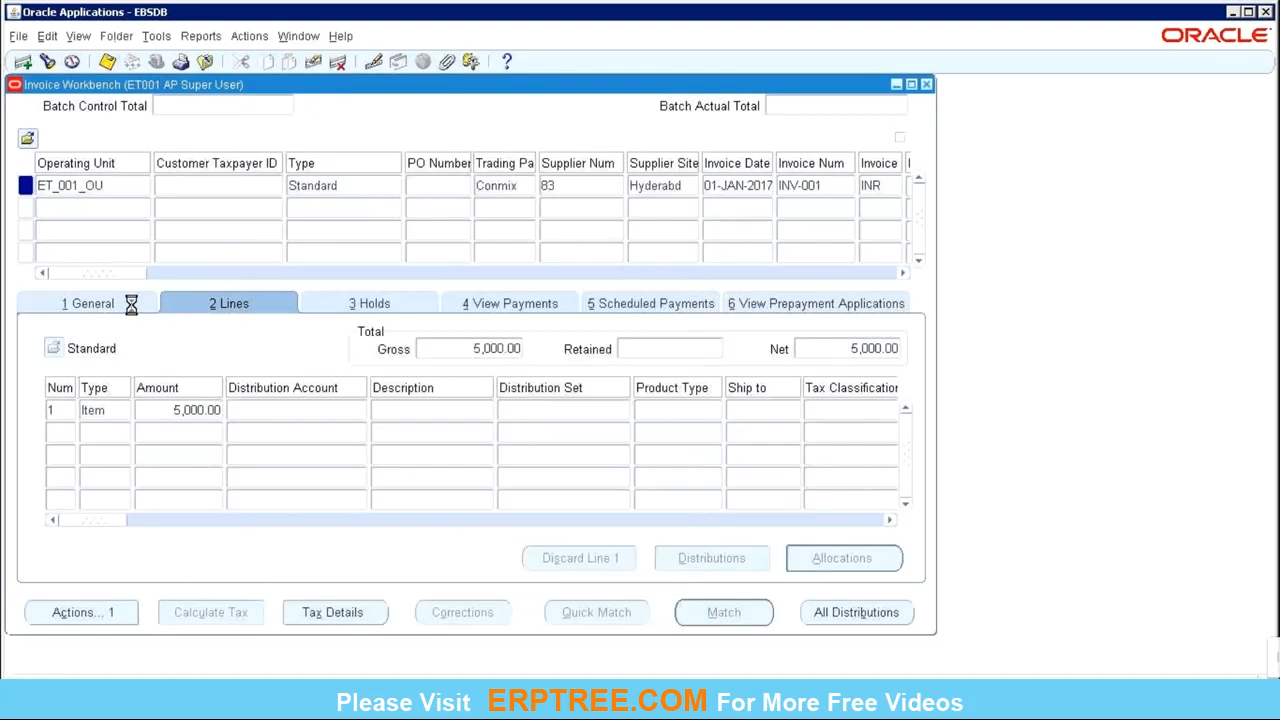 Oracle Applications - EBSDB
File Edit View Folder Tools Reports Actions Window Help
ORACLE
Invoice Workbench (ET001 AP Super User)
Batch Control Total Batch Actual Total
Operating Unit Customer Taxpayer ID Type PO Number Trading Pa Supplier Num Supplier Site Invoice Date Invoice Num Invoice
ET_001_OU Standard Conmix 83 Hyderabd 01-JAN-2017 INV-001 INR
1 General 2 Lines 3 Holds 4 View Payments 5 Scheduled Payments 6 View Prepayment Applications
Total
Standard Gross 5,000.00 Retained Net 5,000.00
Num Type Amount Distribution Account Description Distribution Set Product Type Ship to Tax Classification
1 Item 5,000.00
Discard Line 1 Distributions Allocations
Actions... 1 Calculate Tax Tax Details Corrections Quick Match Match All Distributions
Please Visit ERPTREE.COM For More Free Videos